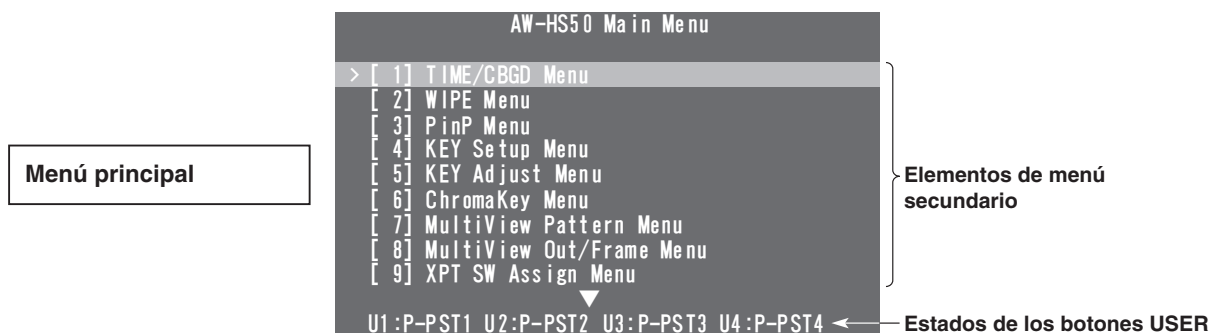 AW-HS50 Main Menu
> [ 1] TIME/CBGD Menu
[ 2] WIPE Menu
[ 3] PinP Menu
[ 4] KEY Setup Menu
[ 5] KEY Adjust Menu
[ 6] ChromaKey Menu
[ 7] MultiView Pattern Menu
[ 8] MultiView Out/Frame Menu
[ 9] XPT SW Assign Menu
U1:P-PST1 U2:P-PST2 U3:P-PST3 U4:P-PST4
Menú principal
Elementos de menú
secundario
Estados de los botones USER